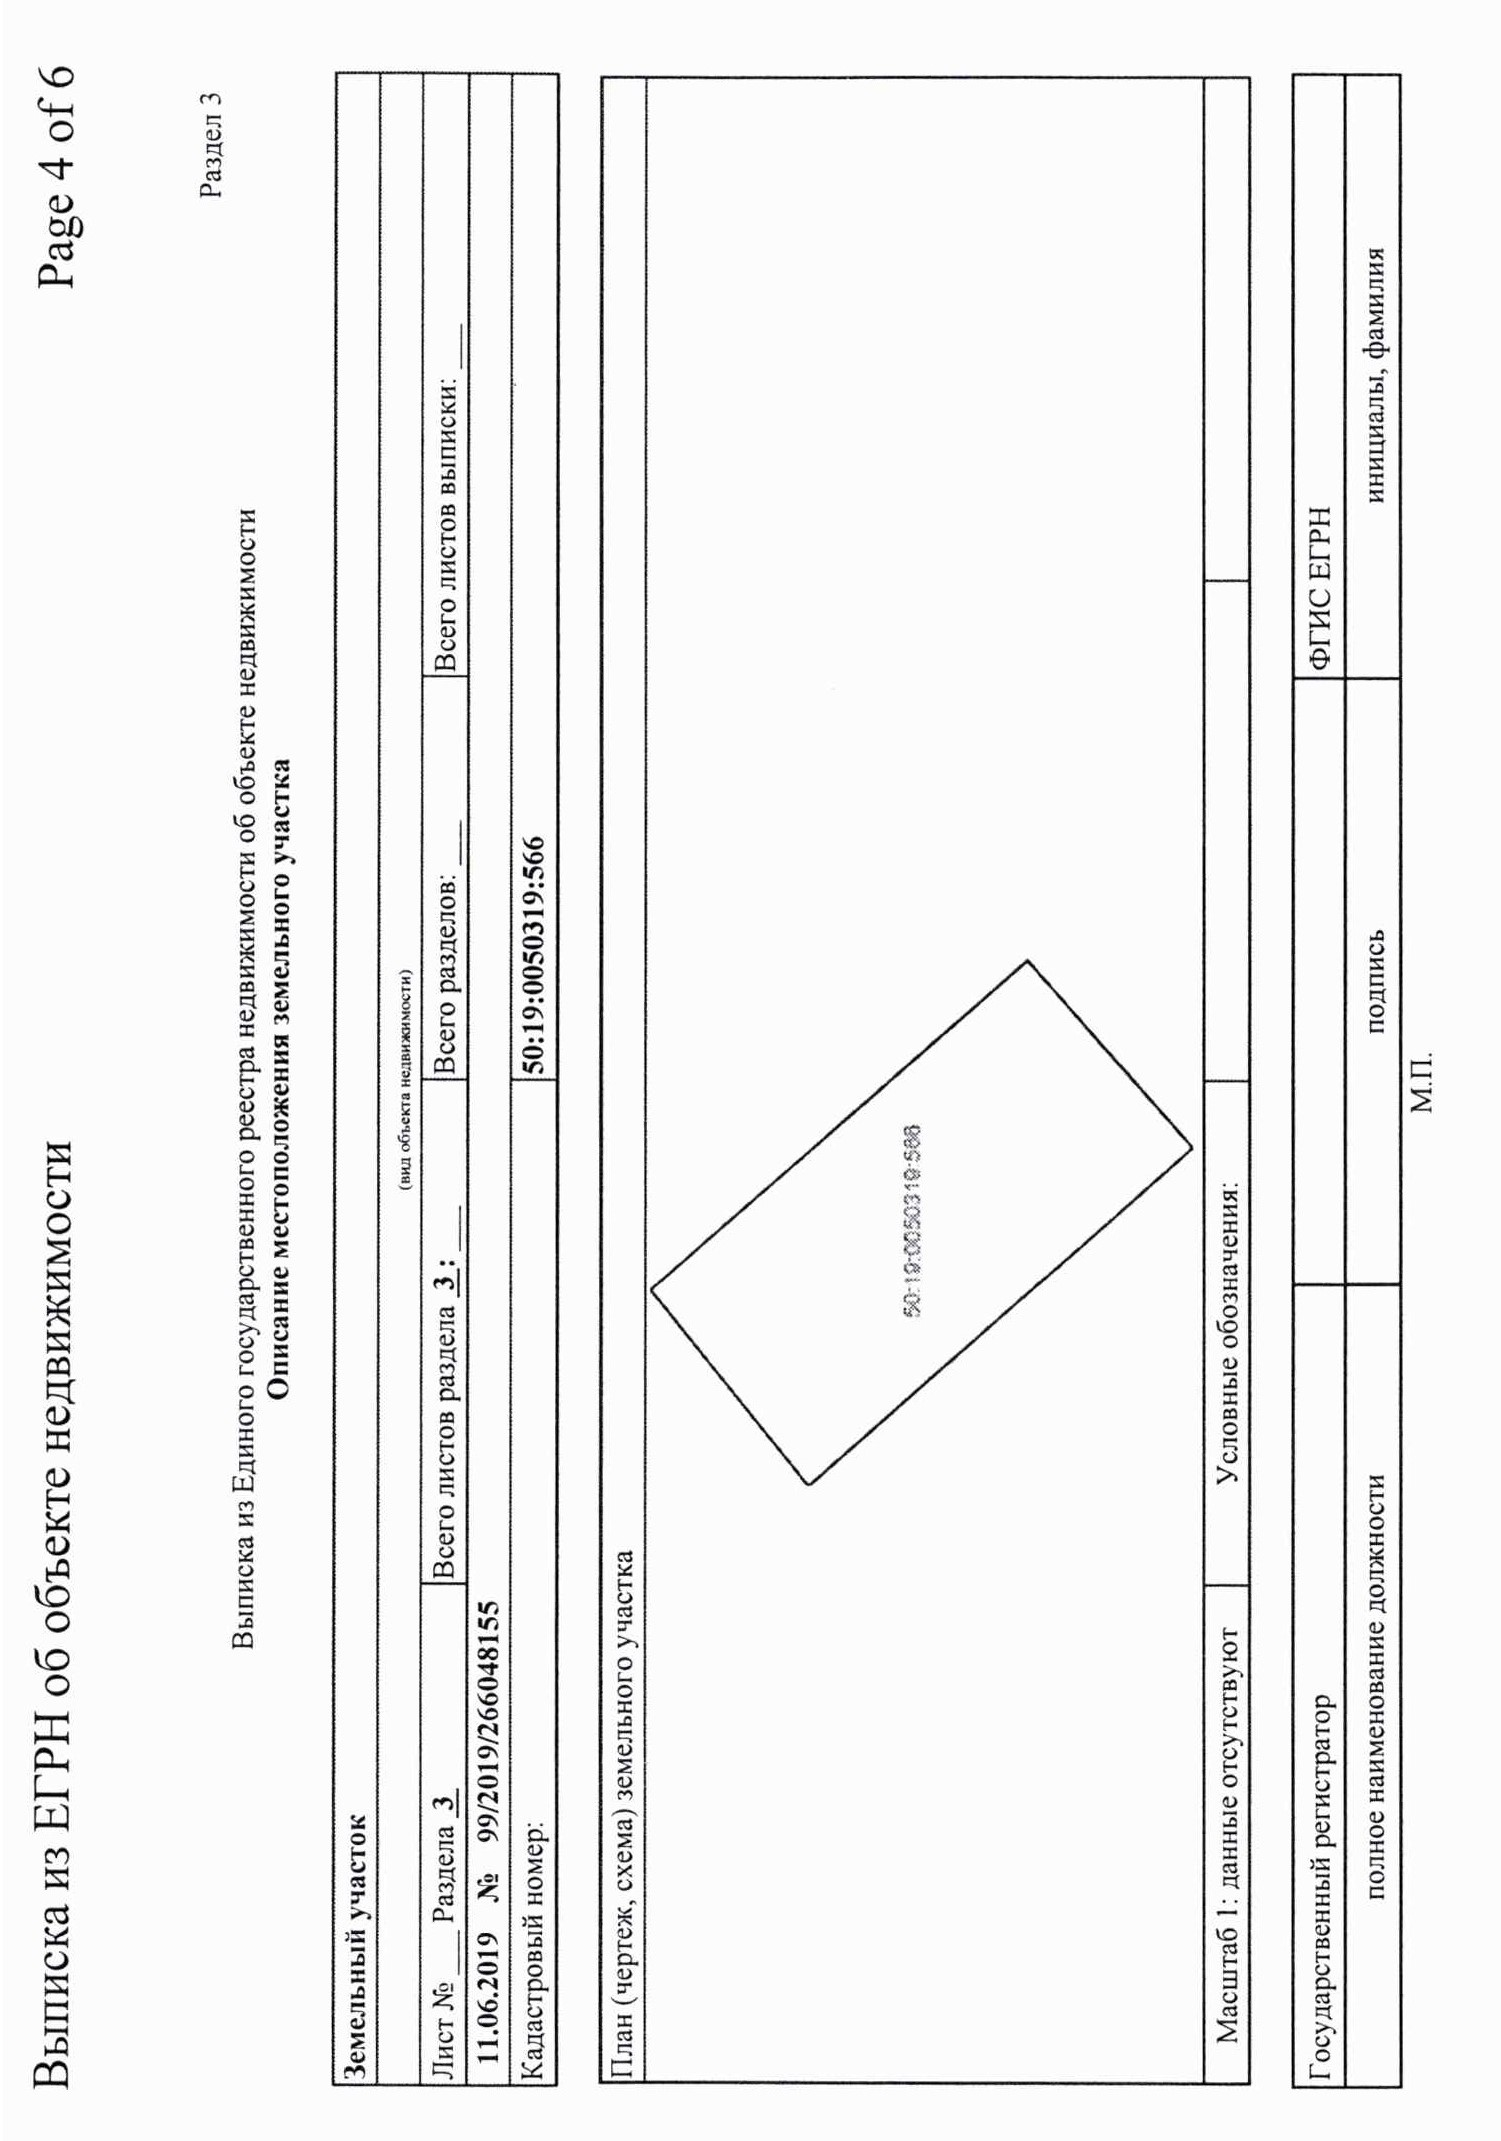 Выписка из ЕГРН об объекте недвижимости Page 4 of 6
Раздел 3
Выписка из Единого государственного реестра недвижимости об объекте недвижимости
Описание местоположения земельного участка
Земельный участок
(вид объекта недвижимости)
Лист № ___ Раздела 3 Всего листов раздела 3 : ___ Всего разделов: ___ Всего листов выписки: ___
11.06.2019 № 99/2019/266048155
Кадастровый номер: 50:19:0050319:566
План (чертеж, схема) земельного участка
50:19:0050319:566
Масштаб 1: данные отсутствуют Условные обозначения:
Государственный регистратор ФГИС ЕГРН
полное наименование должности подпись инициалы, фамилия
М.П.